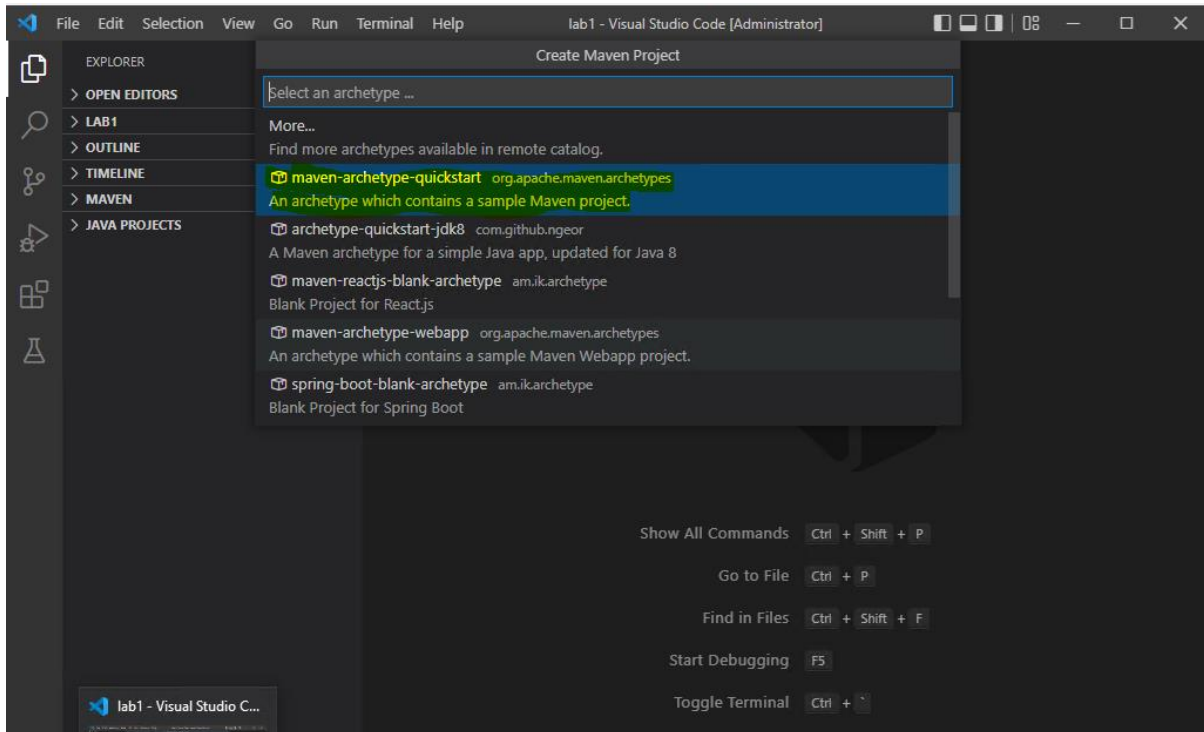 File Edit Selection View Go Run Terminal Help lab1 - Visual Studio Code [Administrator]
EXPLORER
> OPEN EDITORS
> LAB1
> OUTLINE
> TIMELINE
> MAVEN
> JAVA PROJECTS
Create Maven Project
Select an archetype ...
More...
Find more archetypes available in remote catalog.
maven-archetype-quickstart org.apache.maven.archetypes
An archetype which contains a sample Maven project.
archetype-quickstart-jdk8 com.github.ngeor
A Maven archetype for a simple Java app, updated for Java 8
maven-reactjs-blank-archetype am.ik.archetype
Blank Project for React.js
maven-archetype-webapp org.apache.maven.archetypes
An archetype which contains a sample Maven Webapp project.
spring-boot-blank-archetype am.ik.archetype
Blank Project for Spring Boot
Show All Commands Ctrl + Shift + P
Go to File Ctrl + P
Find in Files Ctrl + Shift + F
Start Debugging F5
Toggle Terminal Ctrl + `
lab1 - Visual Studio C...